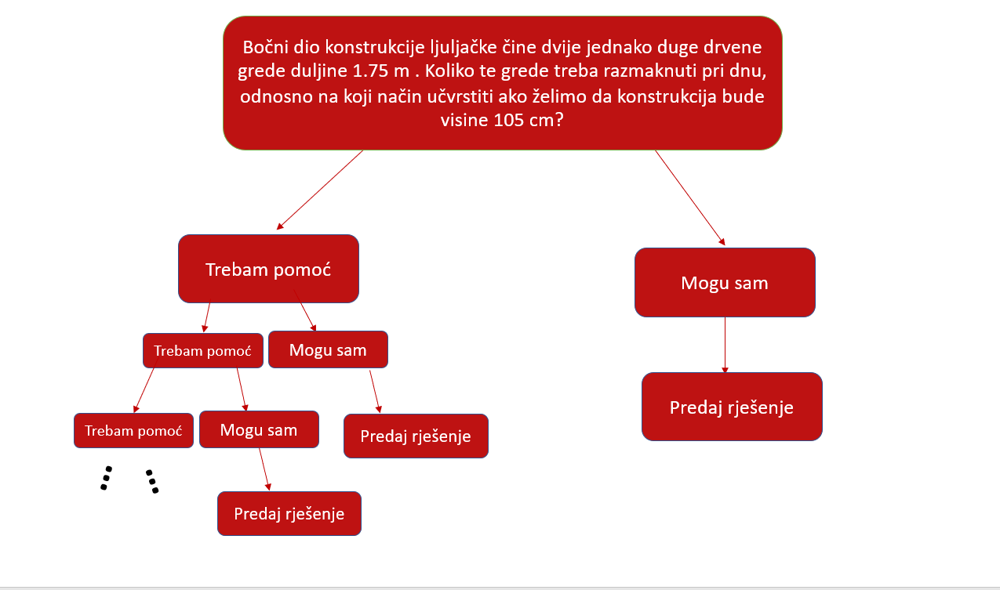 Bočni dio konstrukcije ljuljačke čine dvije jednako duge drvene
grede duljine 1.75 m . Koliko te grede treba razmaknuti pri dnu,
odnosno na koji način učvrstiti ako želimo da konstrukcija bude
visine 105 cm?
Trebam pomoć
Mogu sam
Trebam pomoć
Mogu sam
Predaj rješenje
Trebam pomoć
Mogu sam
Predaj rješenje
Predaj rješenje